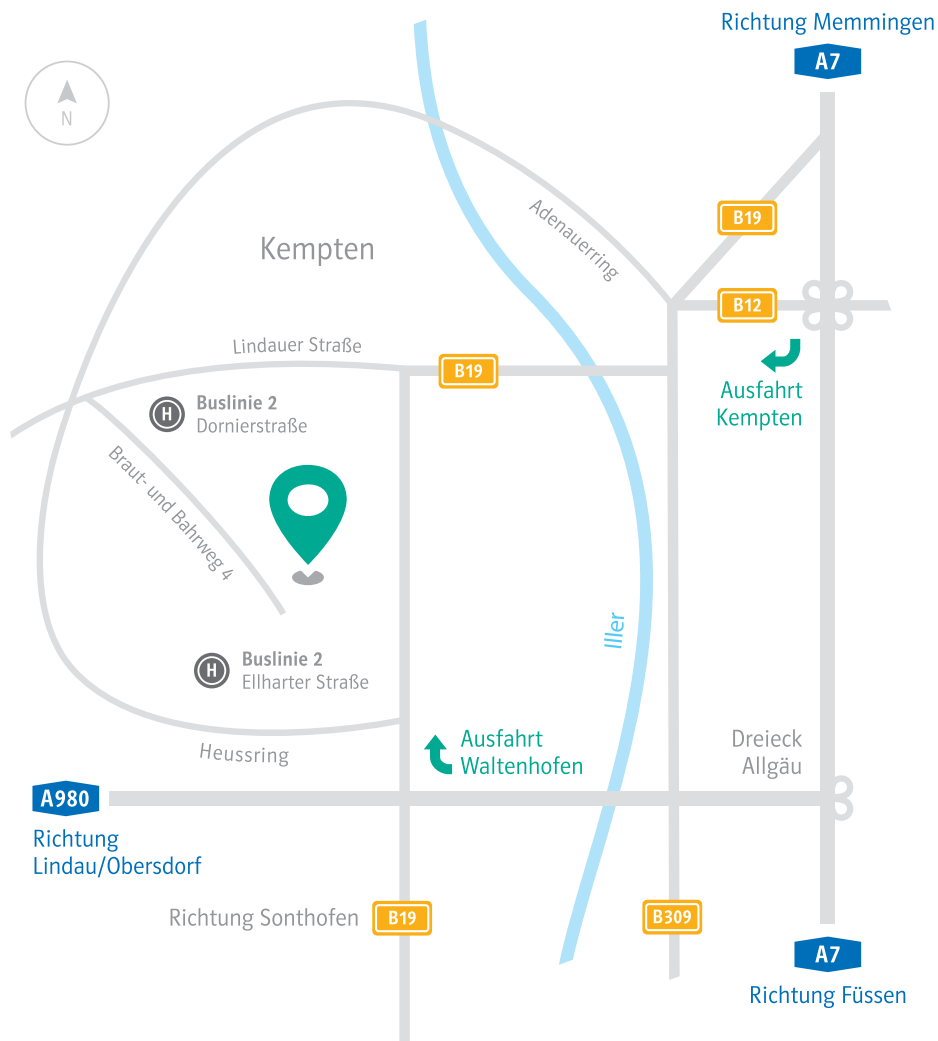 Richtung Memmingen
A7
N
B19
Adenauerring
Kempten
B12
Lindauer Straße
B19
Ausfahrt
Kempten
H
Buslinie 2
Dornierstraße
Braut- und Bahrweg 4
Iller
H
Buslinie 2
Ellharter Straße
Heussring
Ausfahrt
Waltenhofen
Dreieck
Allgäu
A980
Richtung
Lindau/Obersdorf
Richtung Sonthofen
B19
B309
A7
Richtung Füssen